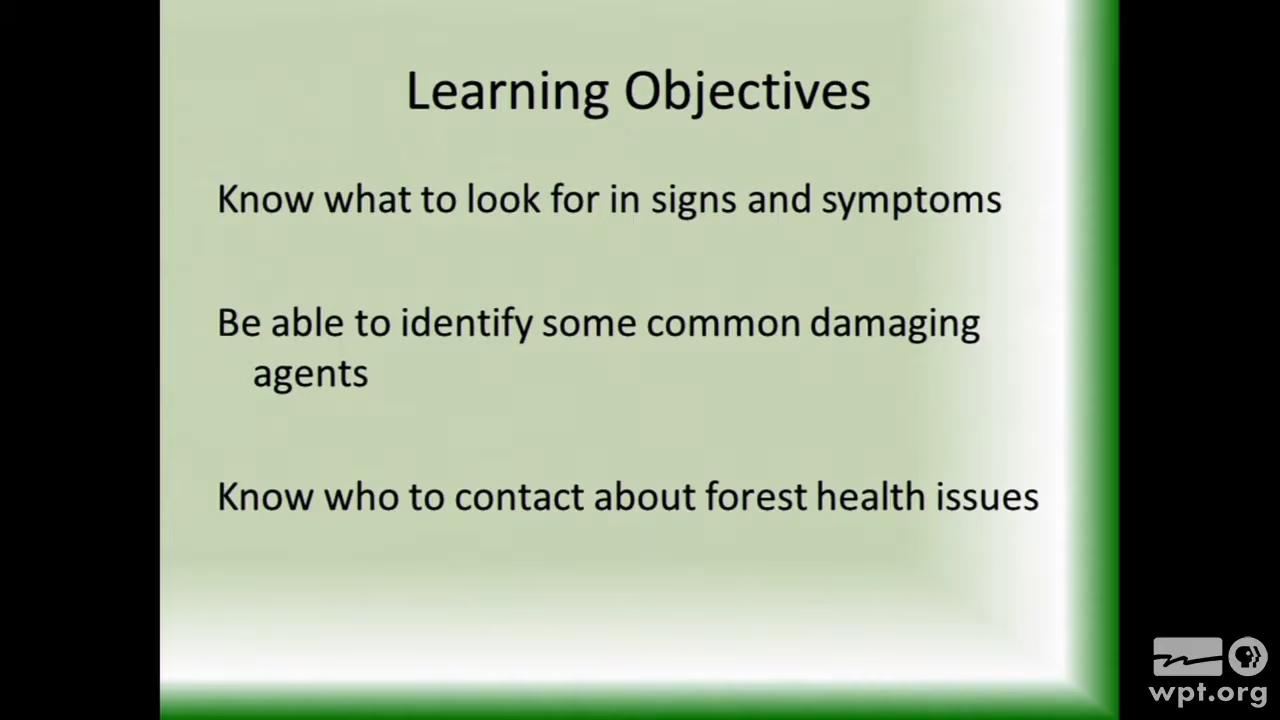 Learning Objectives
Know what to look for in signs and symptoms
Be able to identify some common damaging
agents
Know who to contact about forest health issues
wpt.org